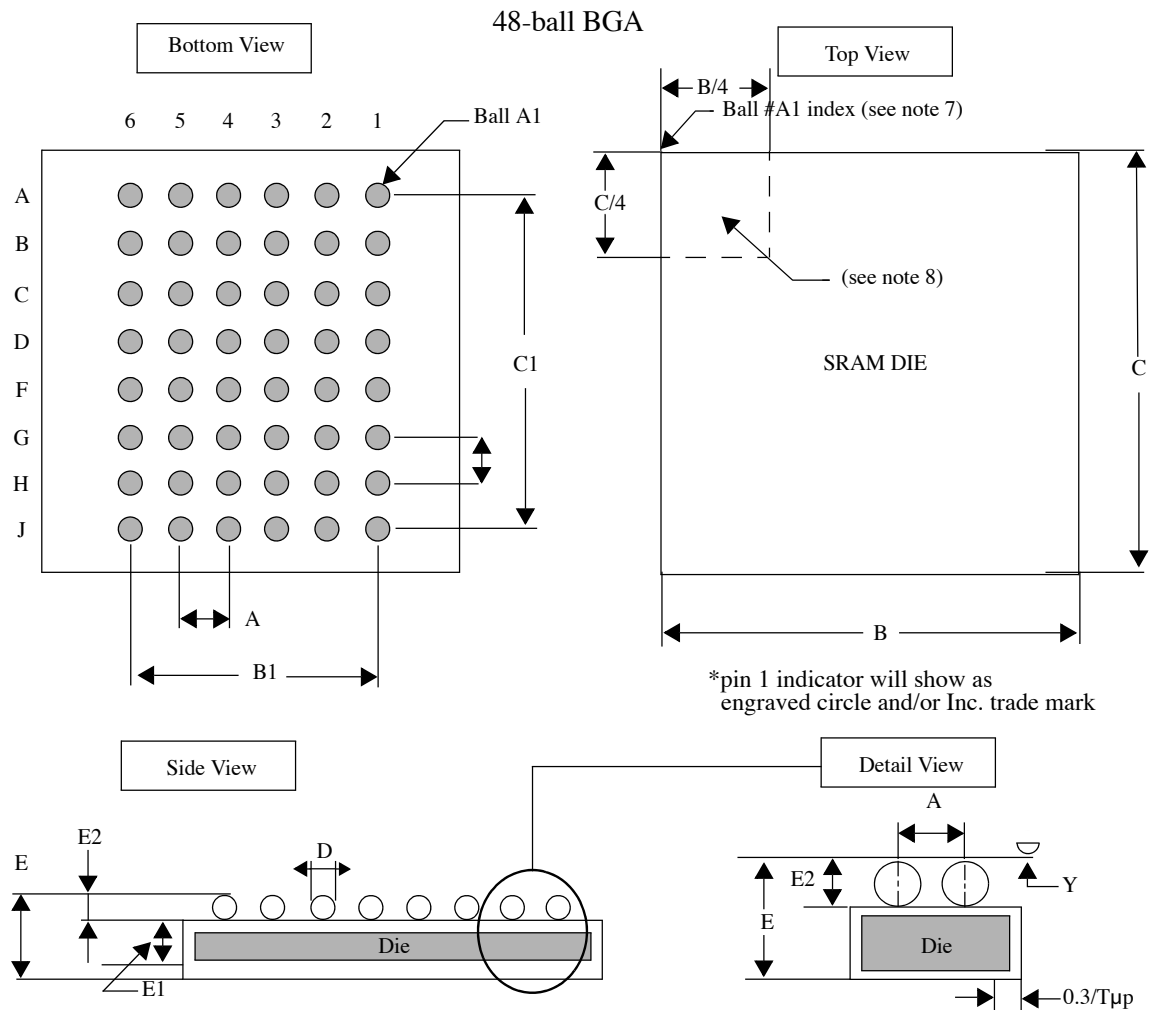 48-ball BGA
Bottom View
Top View
6 5 4 3 2 1
Ball A1
B/4
Ball #A1 index (see note 7)
A
B
C
D
F
G
H
J
C1
C/4
(see note 8)
SRAM DIE
C
A
B1
B
*pin 1 indicator will show as
engraved circle and/or Inc. trade mark
Side View
Detail View
E2
E
D
Die
E1
A
E2
E
Y
Die
0.3/Tµp